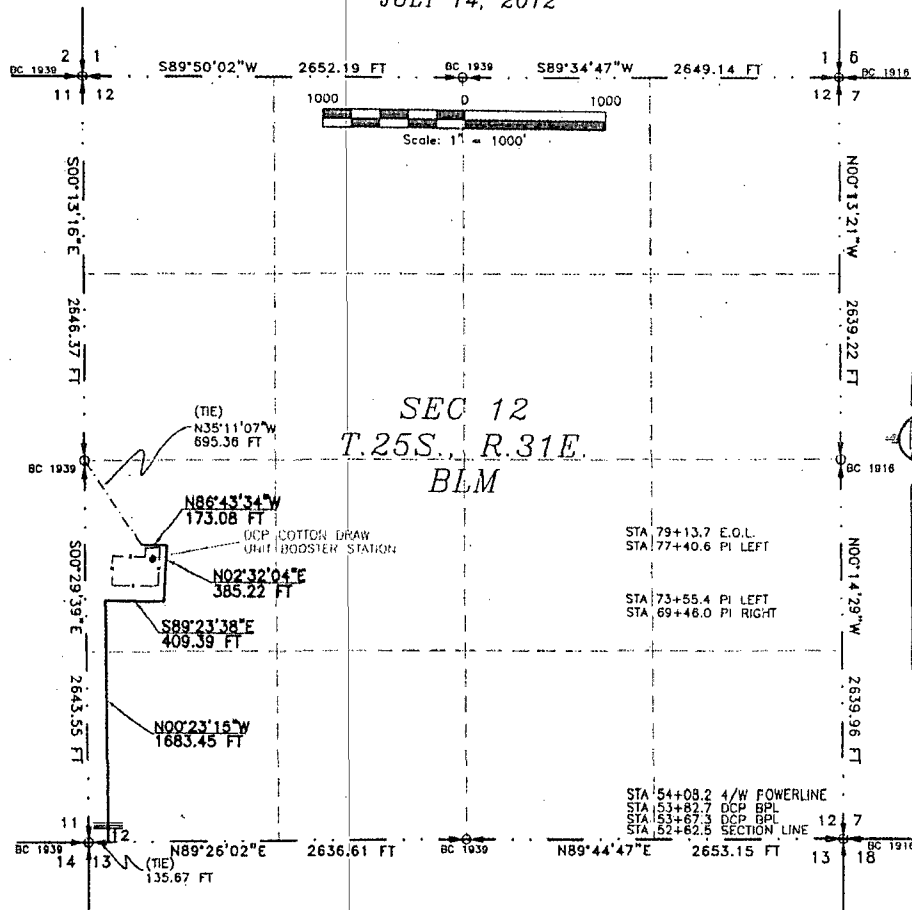 JULY 14, 2012
2 1
1 6
BC 1939
S89°50'02"W 2652.19 FT
BC 1939
S89°34'47"W 2649.14 FT
BC 1916
11 12
12 7
1000 0 1000
Scale: 1" = 1000'
S00°13'16"E
2646.37 FT
N00°13'21"W
2639.22 FT
(TIE)
N35°11'07"W
695.36 FT
SEC 12
T.25S., R.31E.
BLM
BC 1939
BC 1916
N86°43'34"W
173.08 FT
DCP COTTON DRAW
UNIT BOOSTER STATION
N02°32'04"E
385.22 FT
S89°23'38"E
409.39 FT
STA 79+13.7 E.O.L.
STA 77+40.6 PI LEFT
STA 73+55.4 PI LEFT
STA 69+46.0 PI RIGHT
S00°29'39"E
2643.55 FT
N00°14'29"W
2639.96 FT
N00°23'15"W
1683.45 FT
STA 54+08.2 4/W POWERLINE
STA 53+82.7 DCP BPL
STA 53+67.3 DCP BPL
STA 52+62.5 SECTION LINE
11 12
12 7
BC 1939
N89°26'02"E 2636.61 FT
BC 1939
N89°44'47"E 2653.15 FT
BC 1916
14 13
13 18
(TIE)
135.67 FT